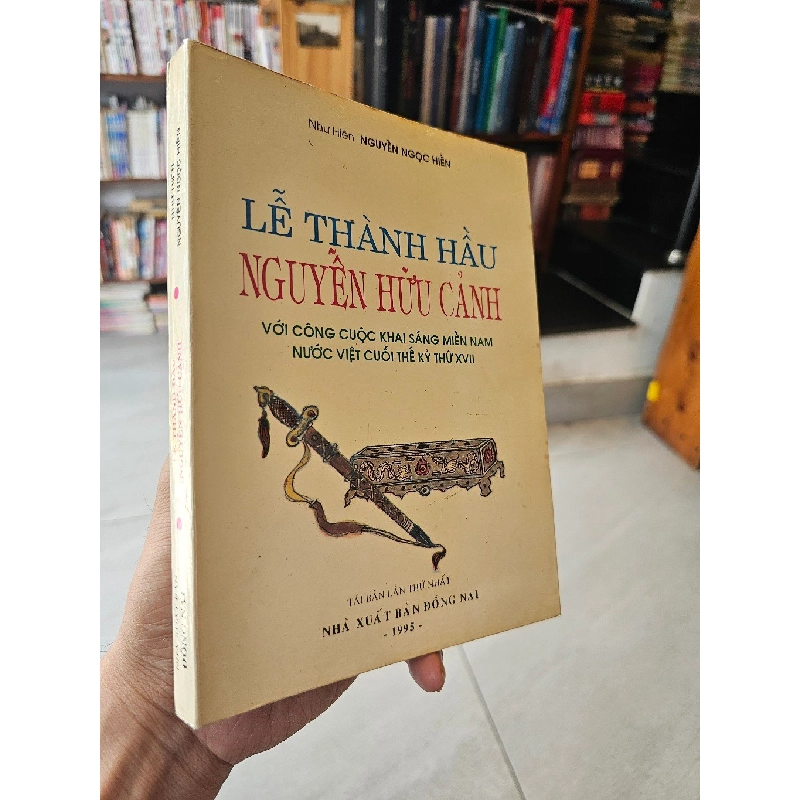 Như Hiên NGUYỄN NGỌC HIỀN
LỄ THÀNH HẦU
NGUYỄN HỮU CẢNH
VỚI CÔNG CUỘC KHAI SÁNG MIỀN NAM
NƯỚC VIỆT CUỐI THẾ KỶ THỨ XVII
TÁI BẢN LẦN THỨ NHẤT
NHÀ XUẤT BẢN ĐỒNG NAI
- 1995 -